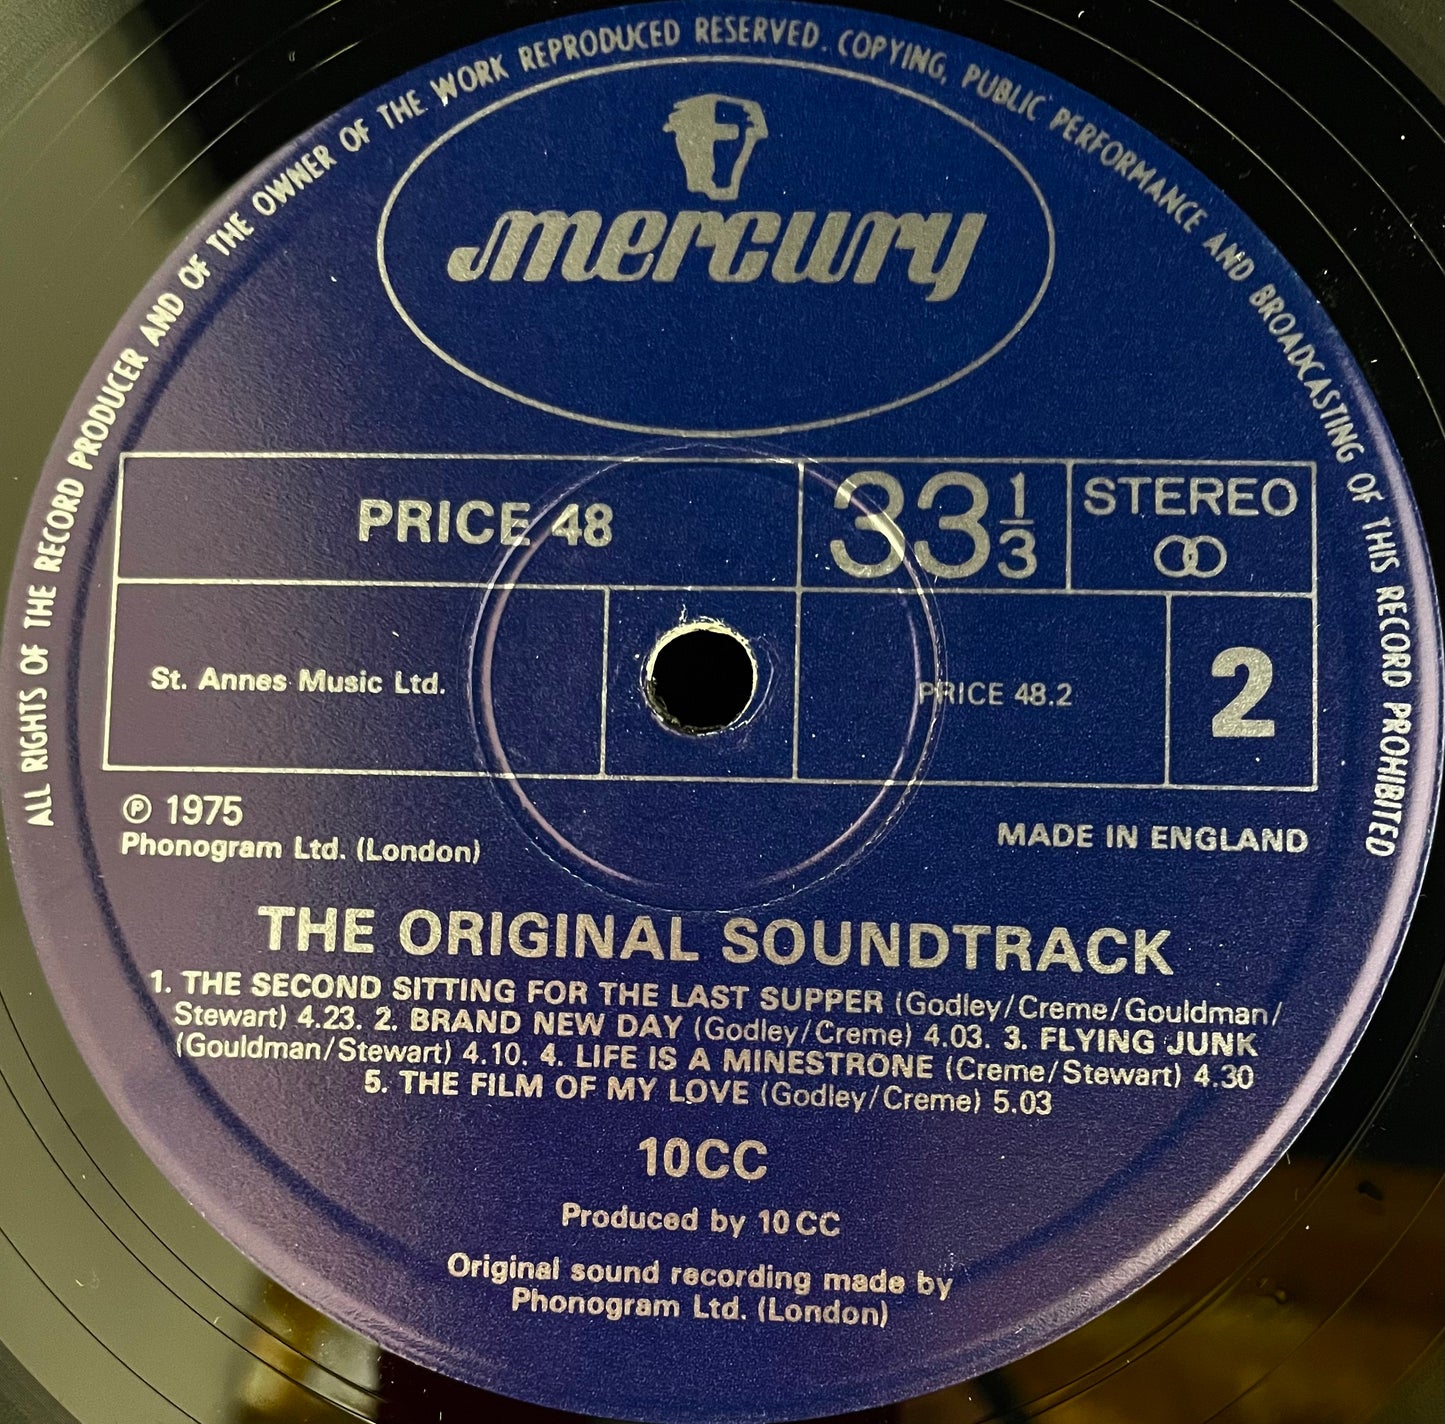 ALL RIGHTS OF THE RECORD PRODUCER AND OF THE OWNER OF THE WORK REPRODUCED RESERVED. COPYING, PUBLIC PERFORMANCE AND BROADCASTING OF THIS RECORD PROHIBITED
mercury
PRICE 48
33 1/3
STEREO
St. Annes Music Ltd.
PRICE 48.2
2
℗ 1975
Phonogram Ltd. (London)
MADE IN ENGLAND
THE ORIGINAL SOUNDTRACK
1. THE SECOND SITTING FOR THE LAST SUPPER (Godley/Creme/Gouldman/
Stewart) 4.23. 2. BRAND NEW DAY (Godley/Creme) 4.03. 3. FLYING JUNK
(Gouldman/Stewart) 4.10. 4. LIFE IS A MINESTRONE (Creme/Stewart) 4.30
5. THE FILM OF MY LOVE (Godley/Creme) 5.03
10CC
Produced by 10CC
Original sound recording made by
Phonogram Ltd. (London)